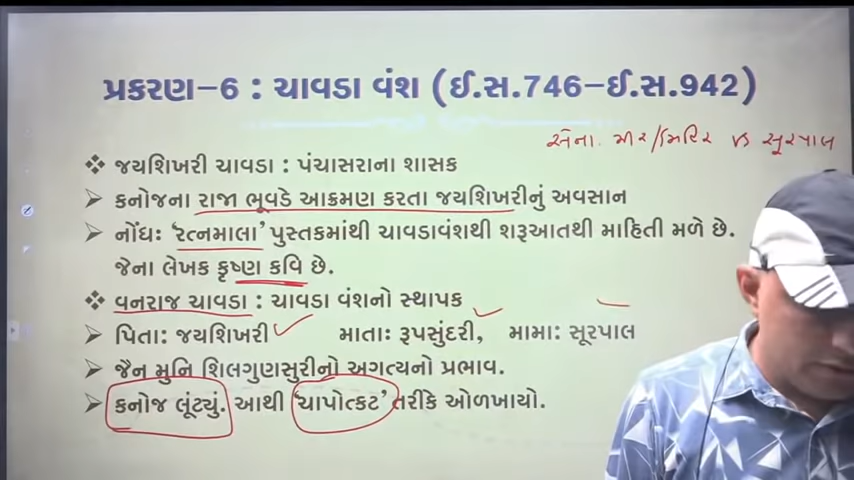 પ્રકરણ-6 : ચાવડા વંશ (ઈ.સ.746-ઈ.સ.942)
vs સૂરપાલ
❖ જયશિખરી ચાવડા : પંચાસરાના શાસક
➢ કનોજના રાજા ભૂવડે આક્રમણ કરતા જયશિખરીનું અવસાન
➢ નોંધઃ ‘રત્નમાલા’ પુસ્તકમાંથી ચાવડાવંશથી શરૂઆતથી માહિતી મળે છે.
જેના લેખક કૃષ્ણ કવિ છે.
❖ વનરાજ ચાવડા : ચાવડા વંશનો સ્થાપક
➢ પિતાઃ જયશિખરી માતાઃ રૂપસુંદરી, મામાઃ સૂરપાલ
➢ જૈન મુનિ શિલગુણસુરીનો અગત્યનો પ્રભાવ.
➢ કનોજ લૂંટ્યું. આથી ‘ચાપોત્કટ’ તરીકે ઓળખાયો.